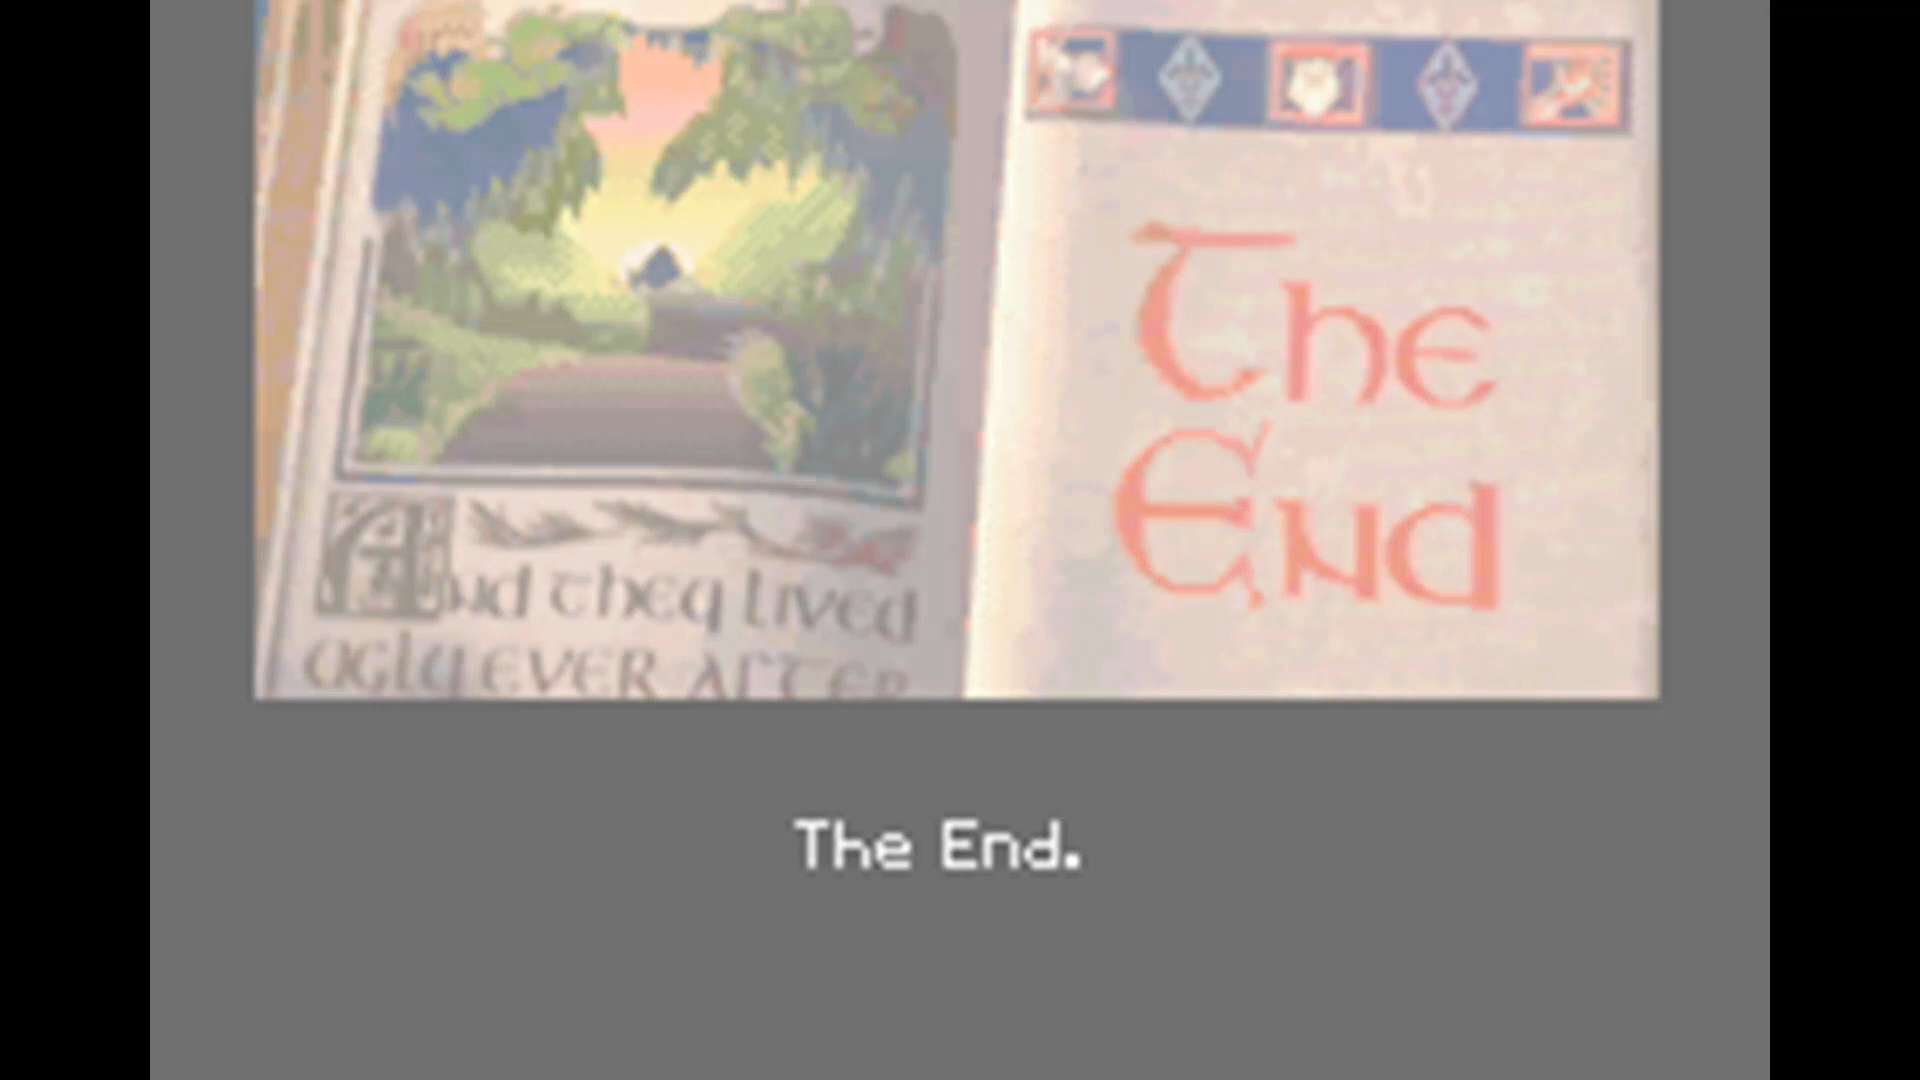 And they lived
ugly EVER AFTER
The
End
The End.